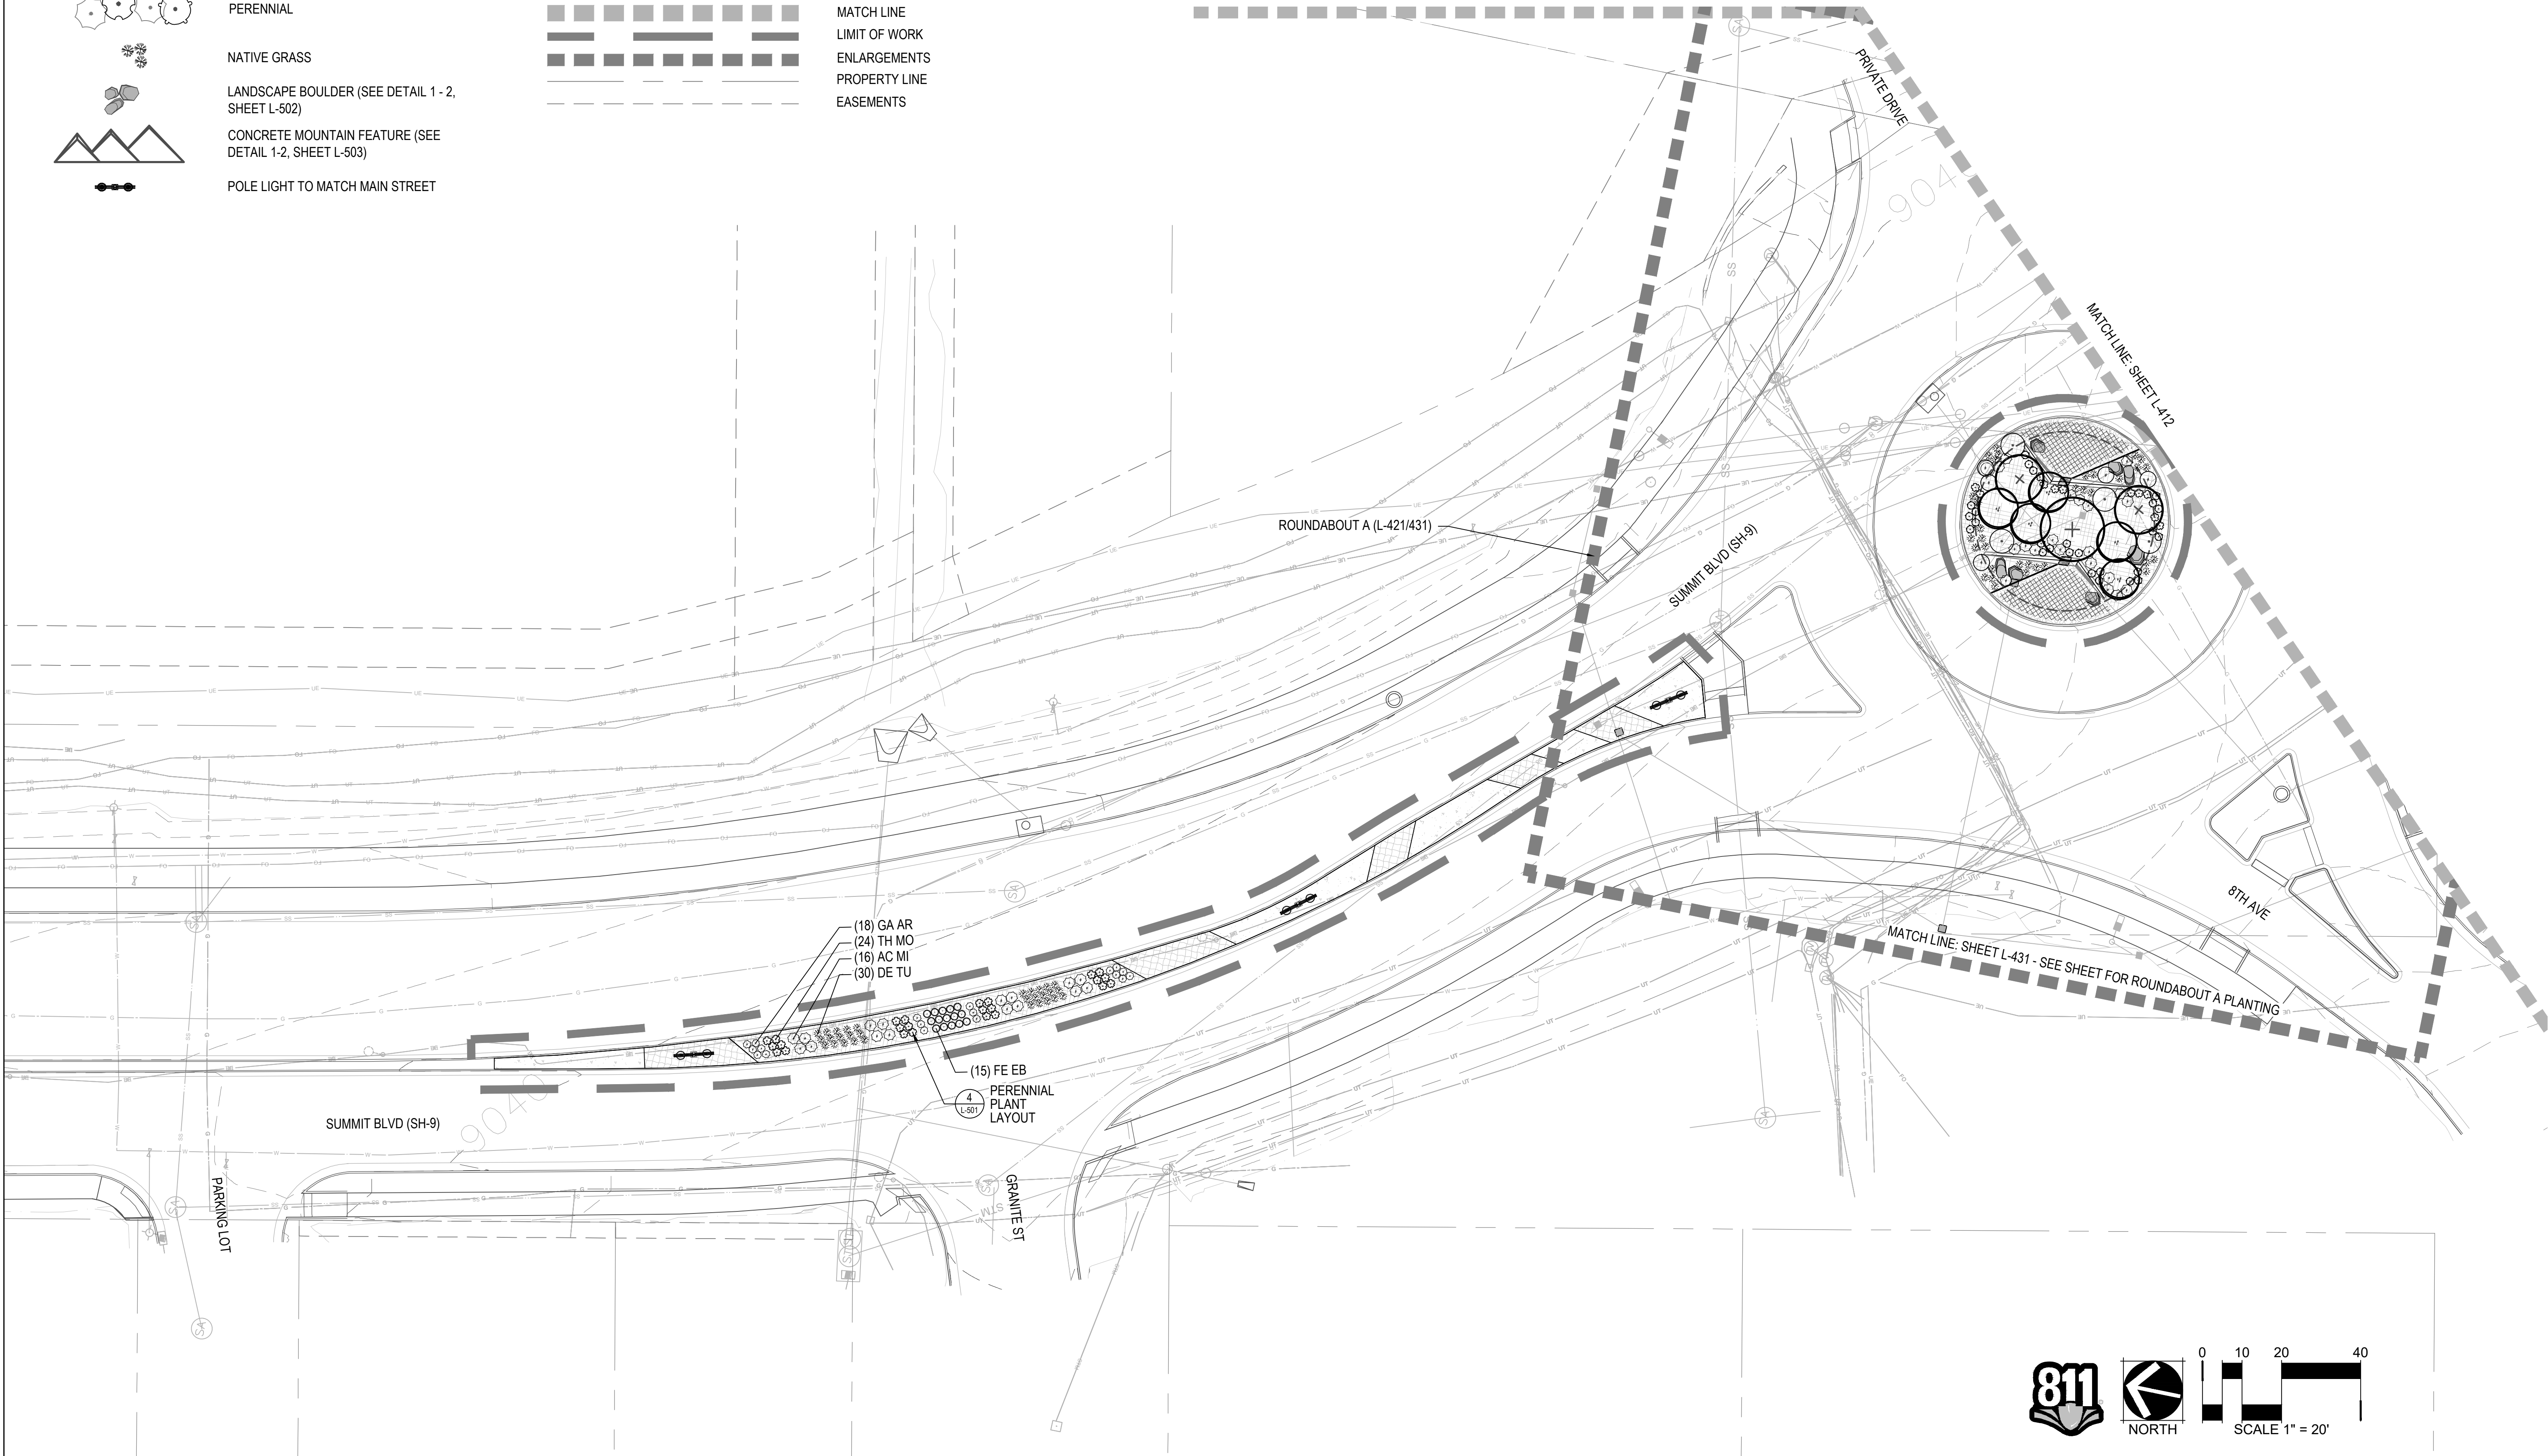 PERENNIAL
NATIVE GRASS
LANDSCAPE BOULDER (SEE DETAIL 1 - 2,
SHEET L-502)
CONCRETE MOUNTAIN FEATURE (SEE
DETAIL 1-2, SHEET L-503)
POLE LIGHT TO MATCH MAIN STREET
MATCH LINE
LIMIT OF WORK
ENLARGEMENTS
PROPERTY LINE
EASEMENTS
PRIVATE DRIVE
904
MATCH LINE: SHEET L-412
ROUNDABOUT A (L-421/431)
SUMMIT BLVD (SH-9)
8TH AVE
MATCH LINE: SHEET L-431 - SEE SHEET FOR ROUNDABOUT A PLANTING
(18) GA AR
(24) TH MO
(16) AC MI
(30) DE TU
(15) FE EB
4
L-501
PERENNIAL
PLANT
LAYOUT
SUMMIT BLVD (SH-9)
9040
PARKING LOT
GRANITE ST
STM
811
NORTH
0 10 20 40
SCALE 1" = 20'